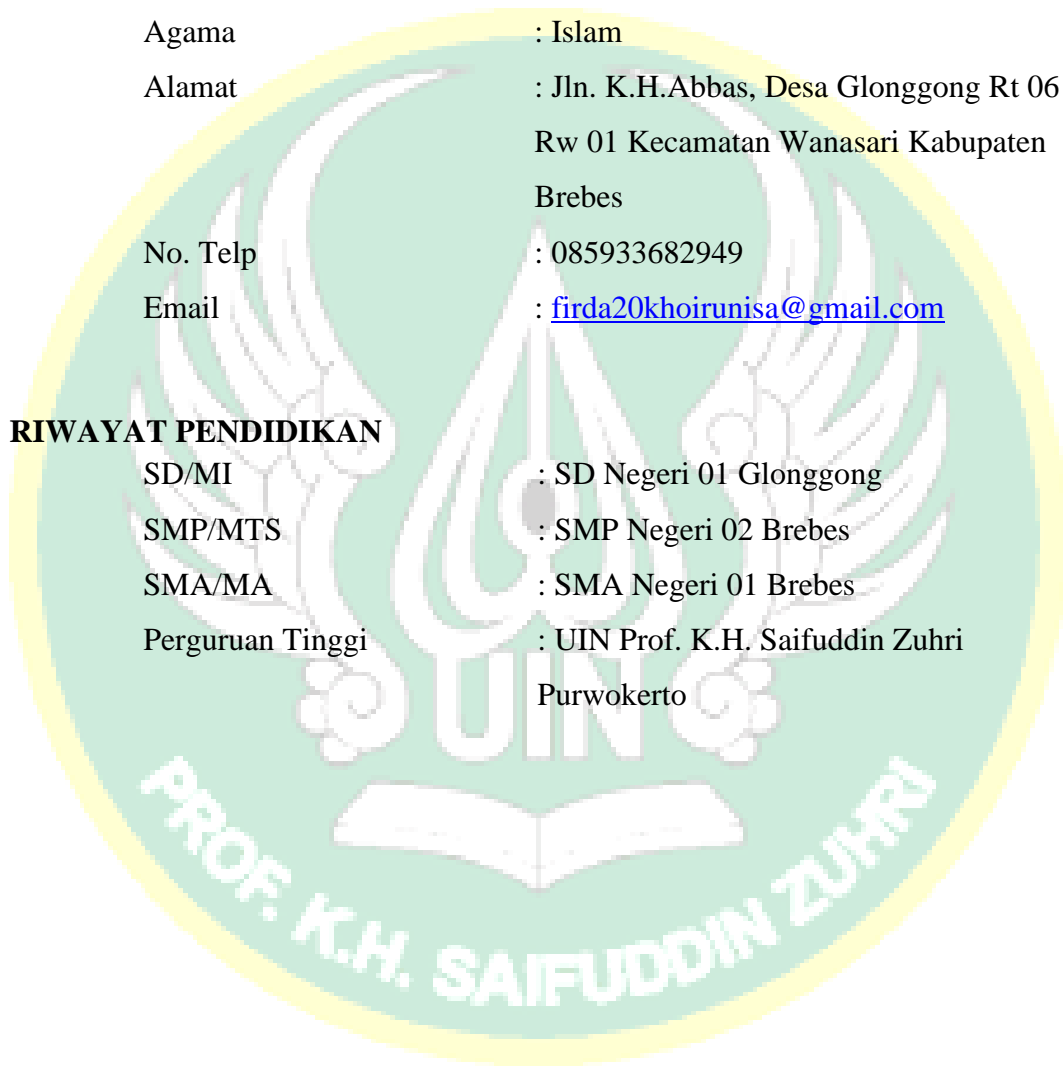 Agama : Islam
Alamat : Jln. K.H.Abbas, Desa Glonggong Rt 06
Rw 01 Kecamatan Wanasari Kabupaten
Brebes
No. Telp : 085933682949
Email : firda20khoirunisa@gmail.com
RIWAYAT PENDIDIKAN
SD/MI : SD Negeri 01 Glonggong
SMP/MTS : SMP Negeri 02 Brebes
SMA/MA : SMA Negeri 01 Brebes
Perguruan Tinggi : UIN Prof. K.H. Saifuddin Zuhri
Purwokerto
UIN
PROF. K.H. SAIFUDDIN ZUHRI